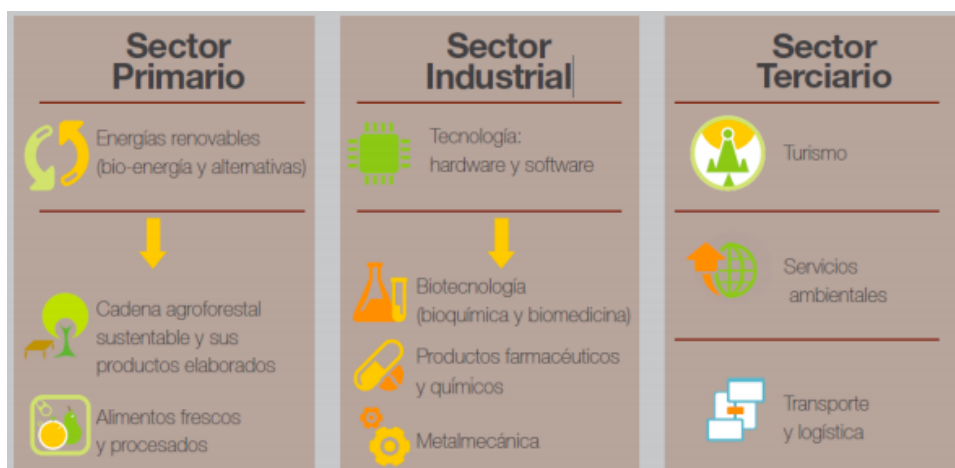 Sector
Primario
Energías renovables
(bio-energía y alternativas)
Cadena agroforestal
sustentable y sus
productos elaborados
Alimentos frescos
y procesados
Sector
Industrial
Tecnología:
hardware y software
Biotecnología
(bioquímica y biomedicina)
Productos farmacéuticos
y químicos
Metalmecánica
Sector
Terciario
Turismo
Servicios
ambientales
Transporte
y logística